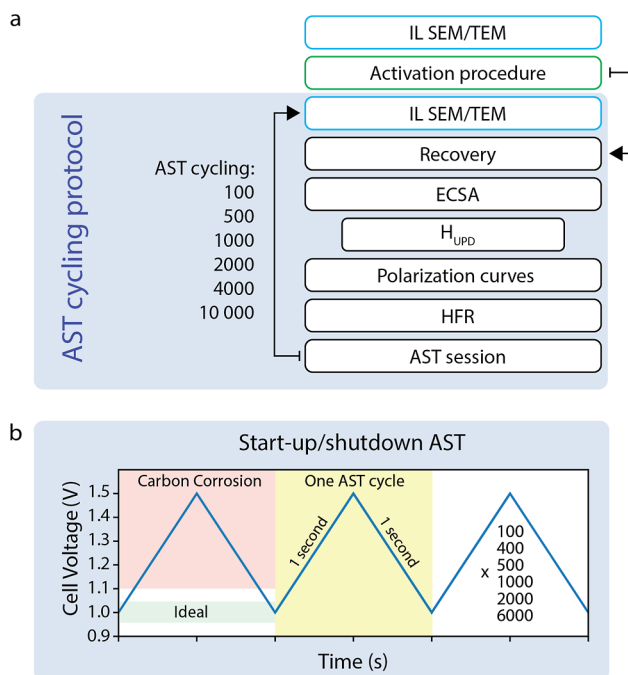 a
IL SEM/TEM
Activation procedure
AST cycling protocol
IL SEM/TEM
Recovery
ECSA
H_UPD
Polarization curves
HFR
AST session
AST cycling:
100
500
1000
2000
4000
10 000
b
Start-up/shutdown AST
Cell Voltage (V)
1.5
1.4
1.3
1.2
1.1
1.0
0.9
Carbon Corrosion
Ideal
One AST cycle
1 second
1 second
x
100
400
500
1000
2000
6000
Time (s)